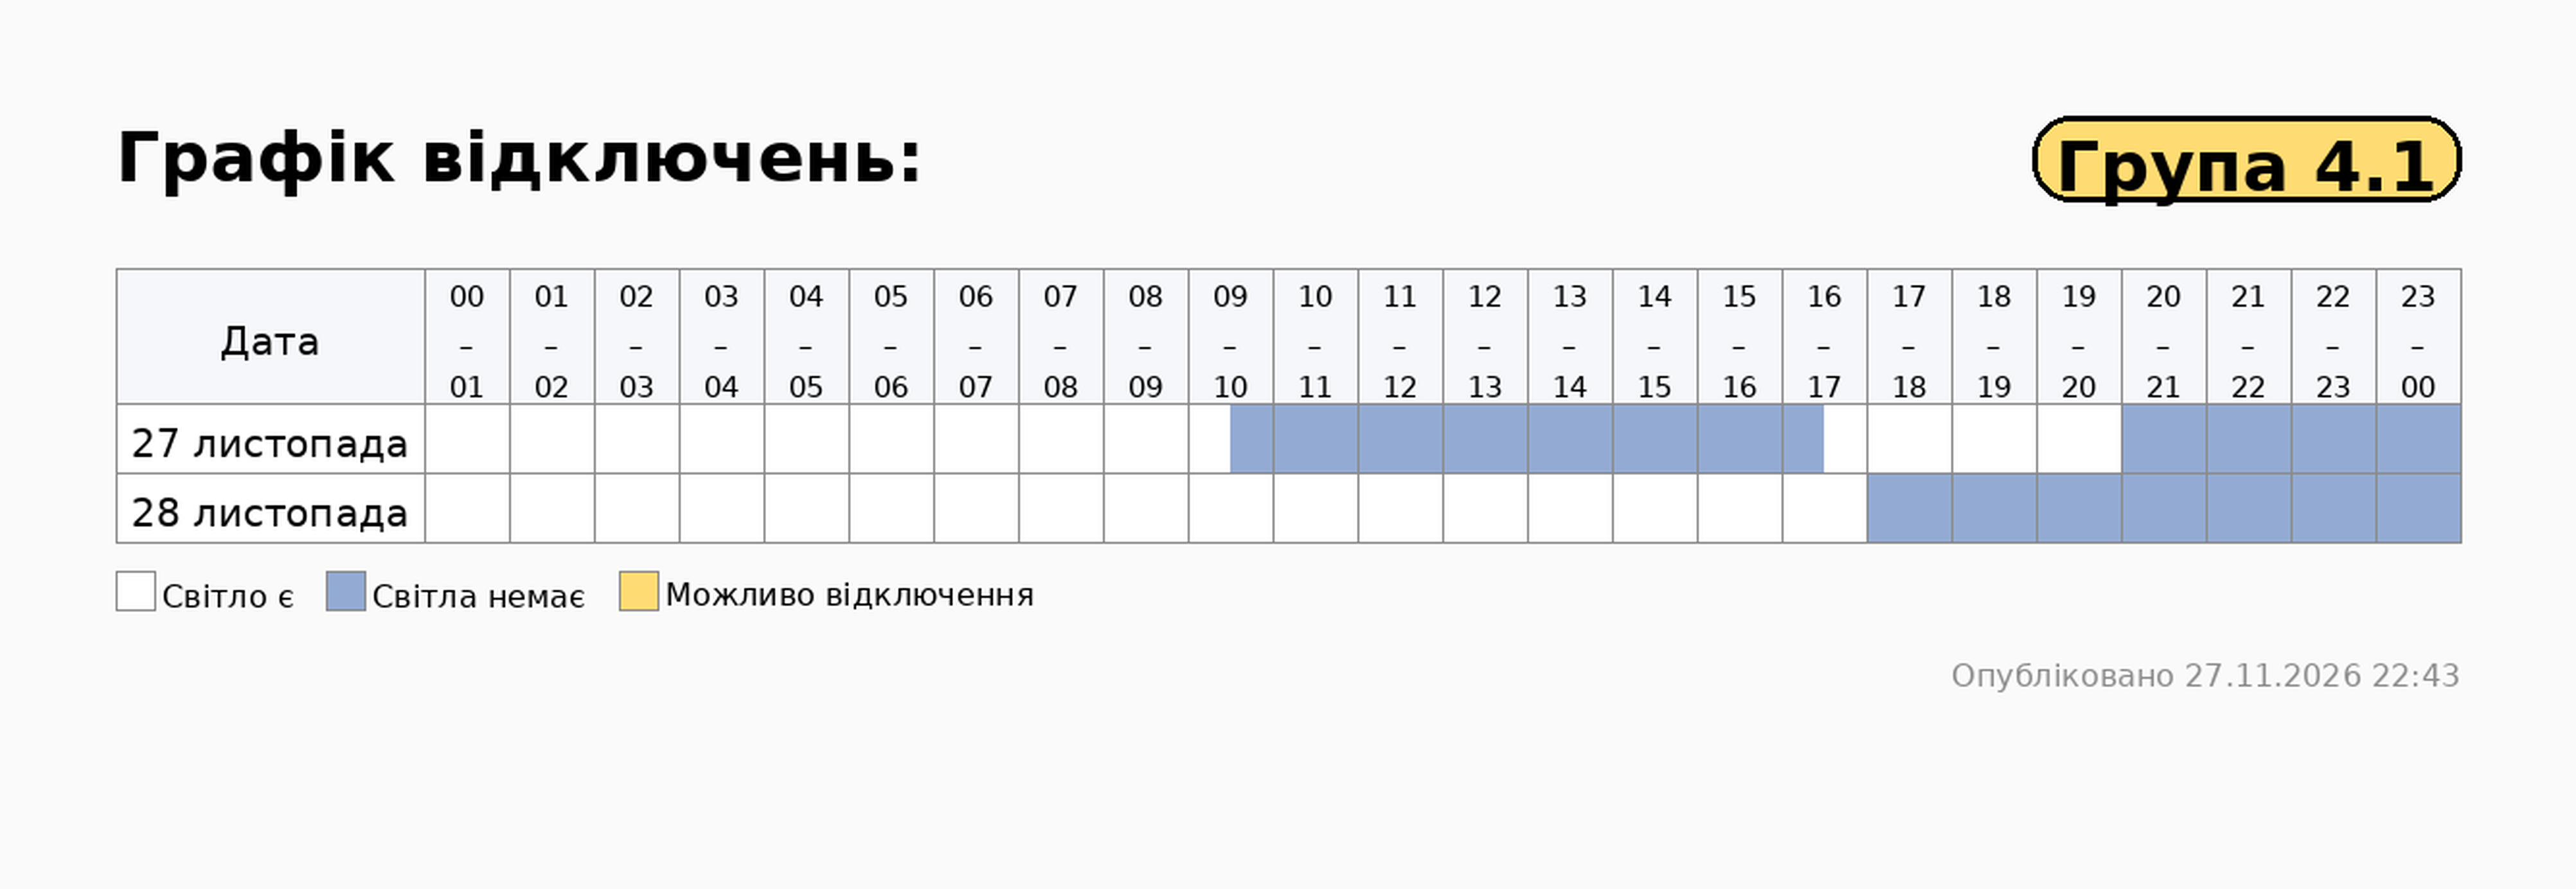 Графік відключень:
Група 4.1
Дата
00 – 01
01 – 02
02 – 03
03 – 04
04 – 05
05 – 06
06 – 07
07 – 08
08 – 09
09 – 10
10 – 11
11 – 12
12 – 13
13 – 14
14 – 15
15 – 16
16 – 17
17 – 18
18 – 19
19 – 20
20 – 21
21 – 22
22 – 23
23 – 00
27 листопада
28 листопада
Світло є
Світла немає
Можливо відключення
Опубліковано 27.11.2026 22:43